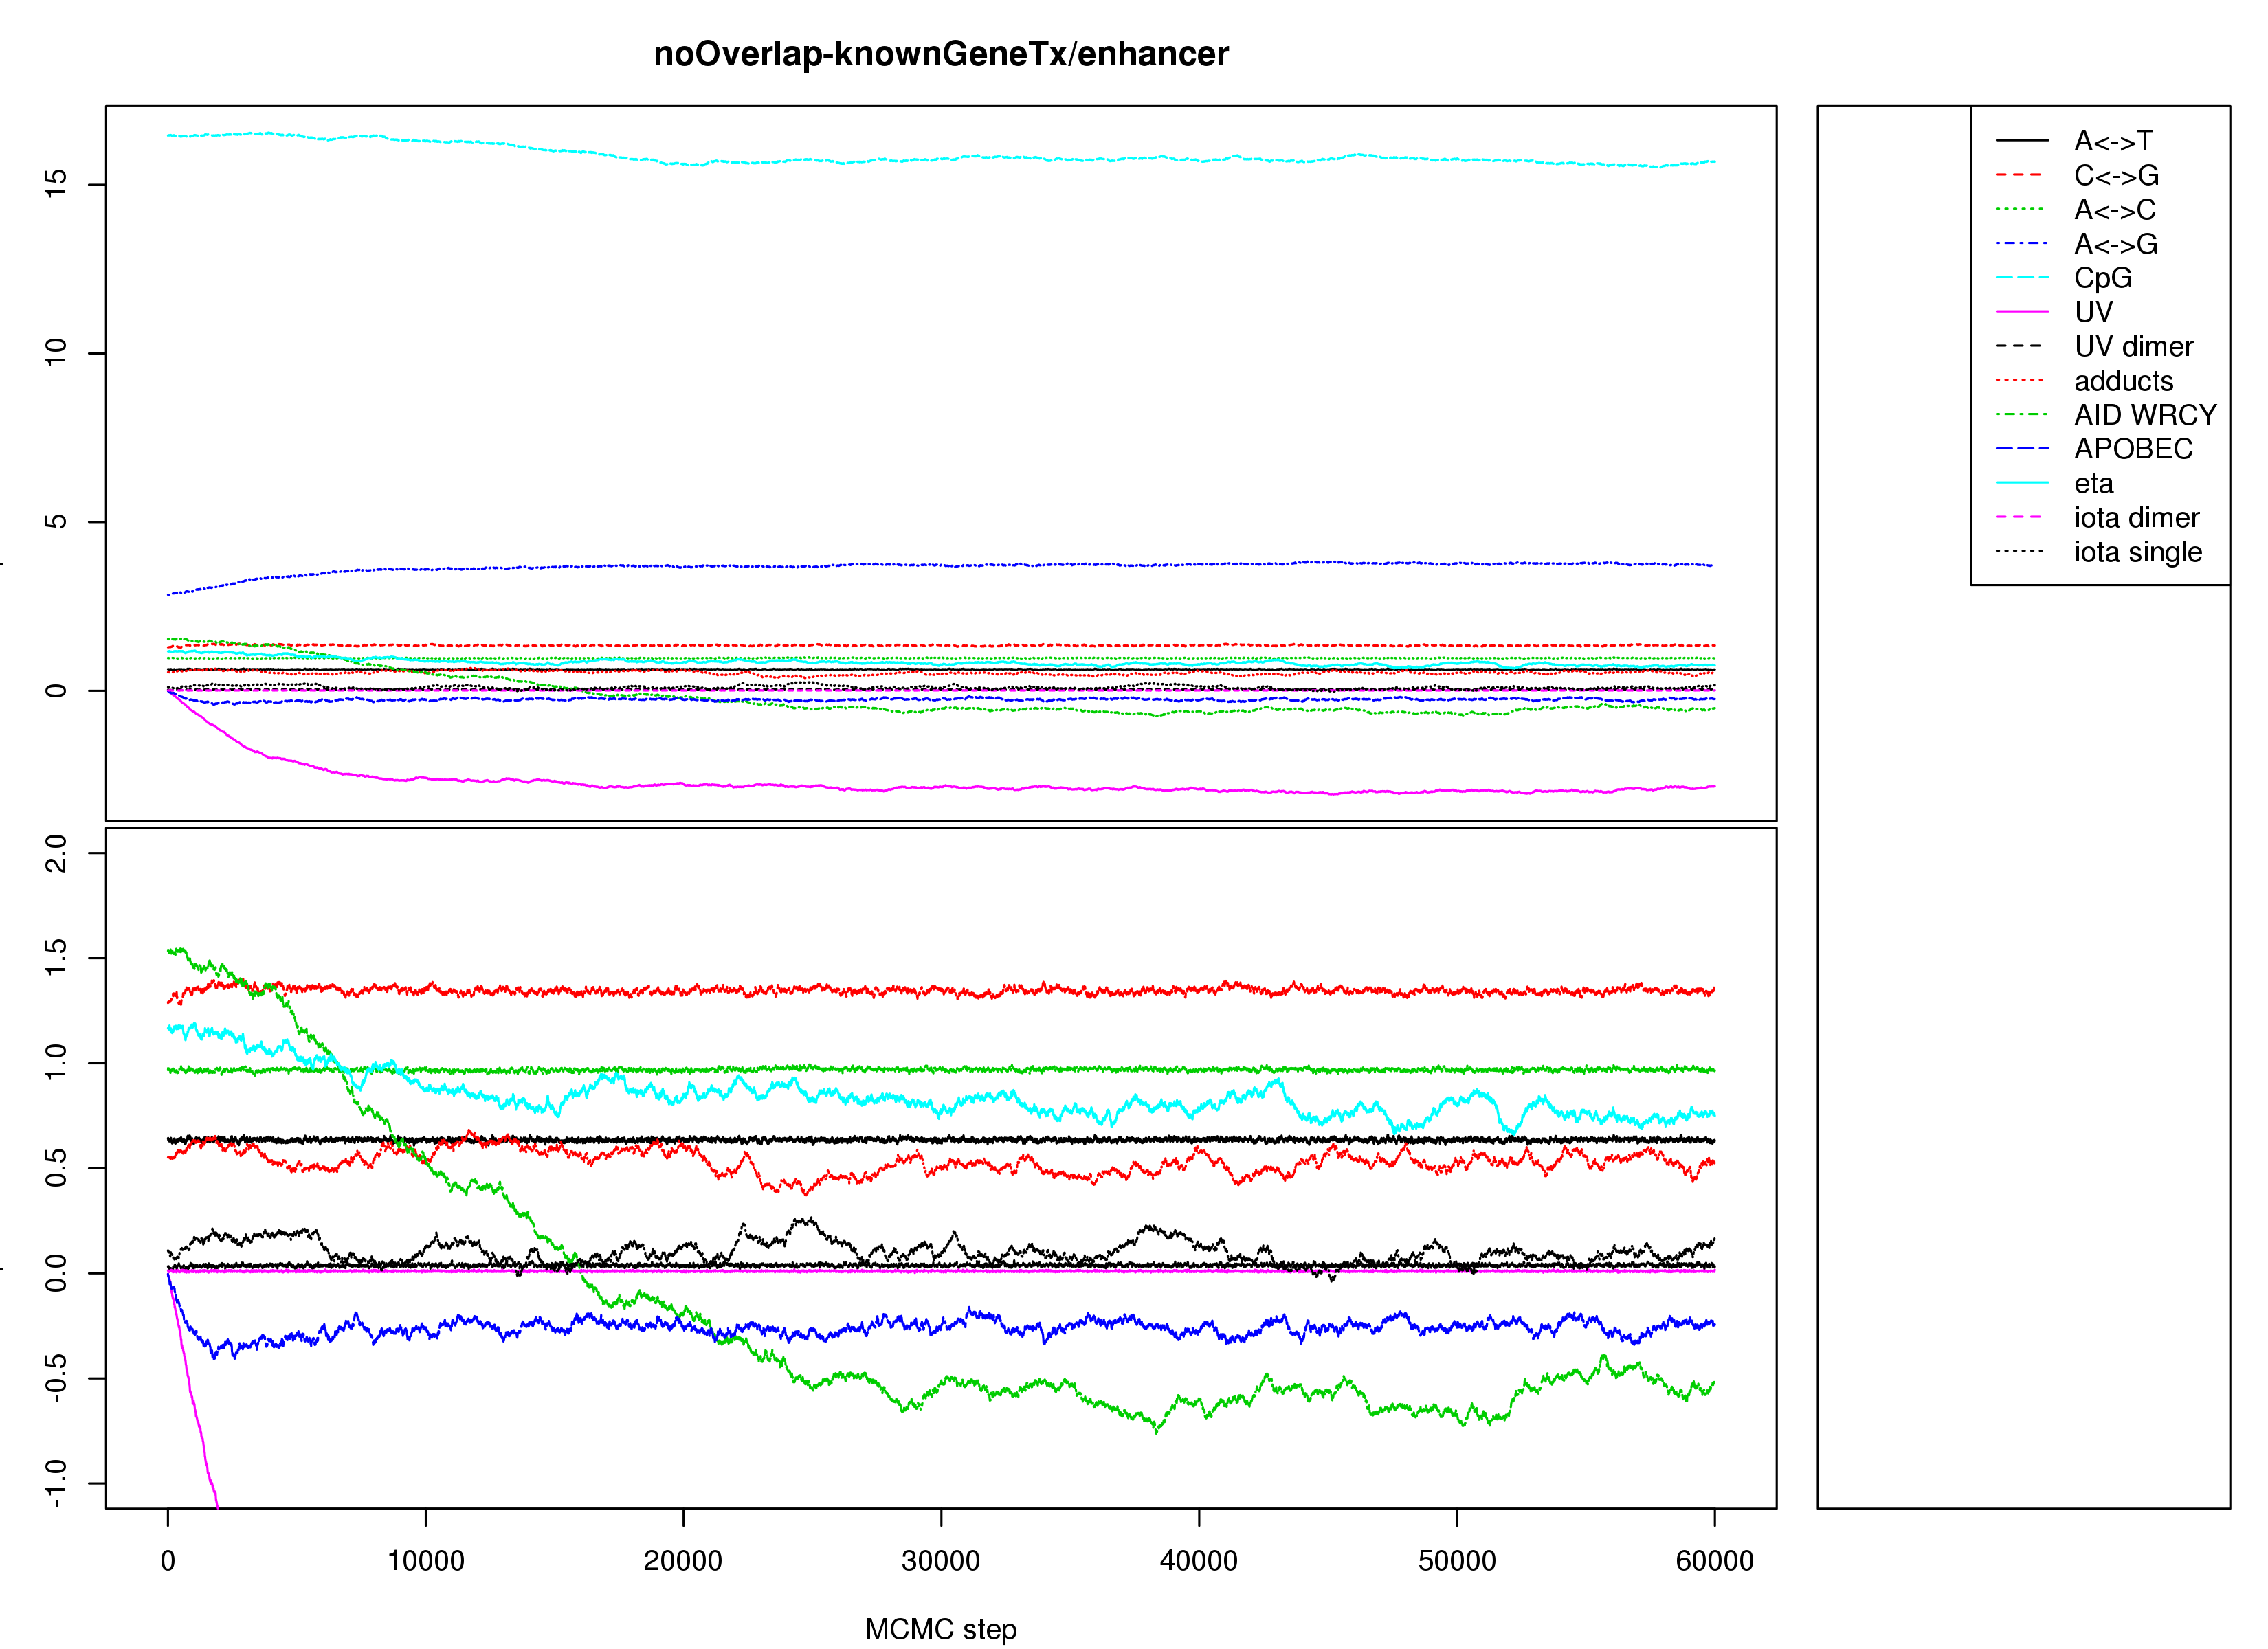 noOverlap-knownGeneTx/enhancer
15
10
5
0
2.0
1.5
1.0
0.5
0.0
-0.5
-1.0
0 10000 20000 30000 40000 50000 60000
MCMC step
A<->T
C<->G
A<->C
A<->G
CpG
UV
UV dimer
adducts
AID WRCY
APOBEC
eta
iota dimer
iota single